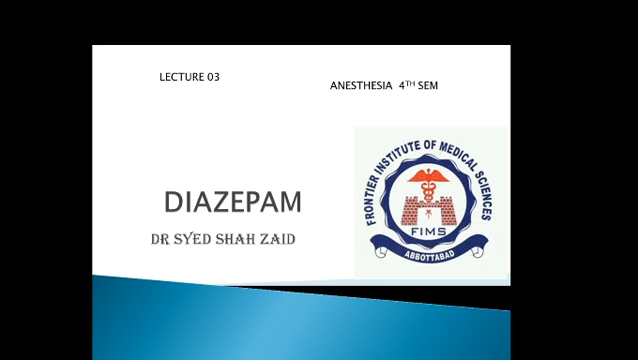 LECTURE 03
ANESTHESIA 4TH SEM
DIAZEPAM
DR SYED SHAH ZAID
FRONTIER INSTITUTE OF MEDICAL SCIENCES
FIMS
ABBOTTABAD